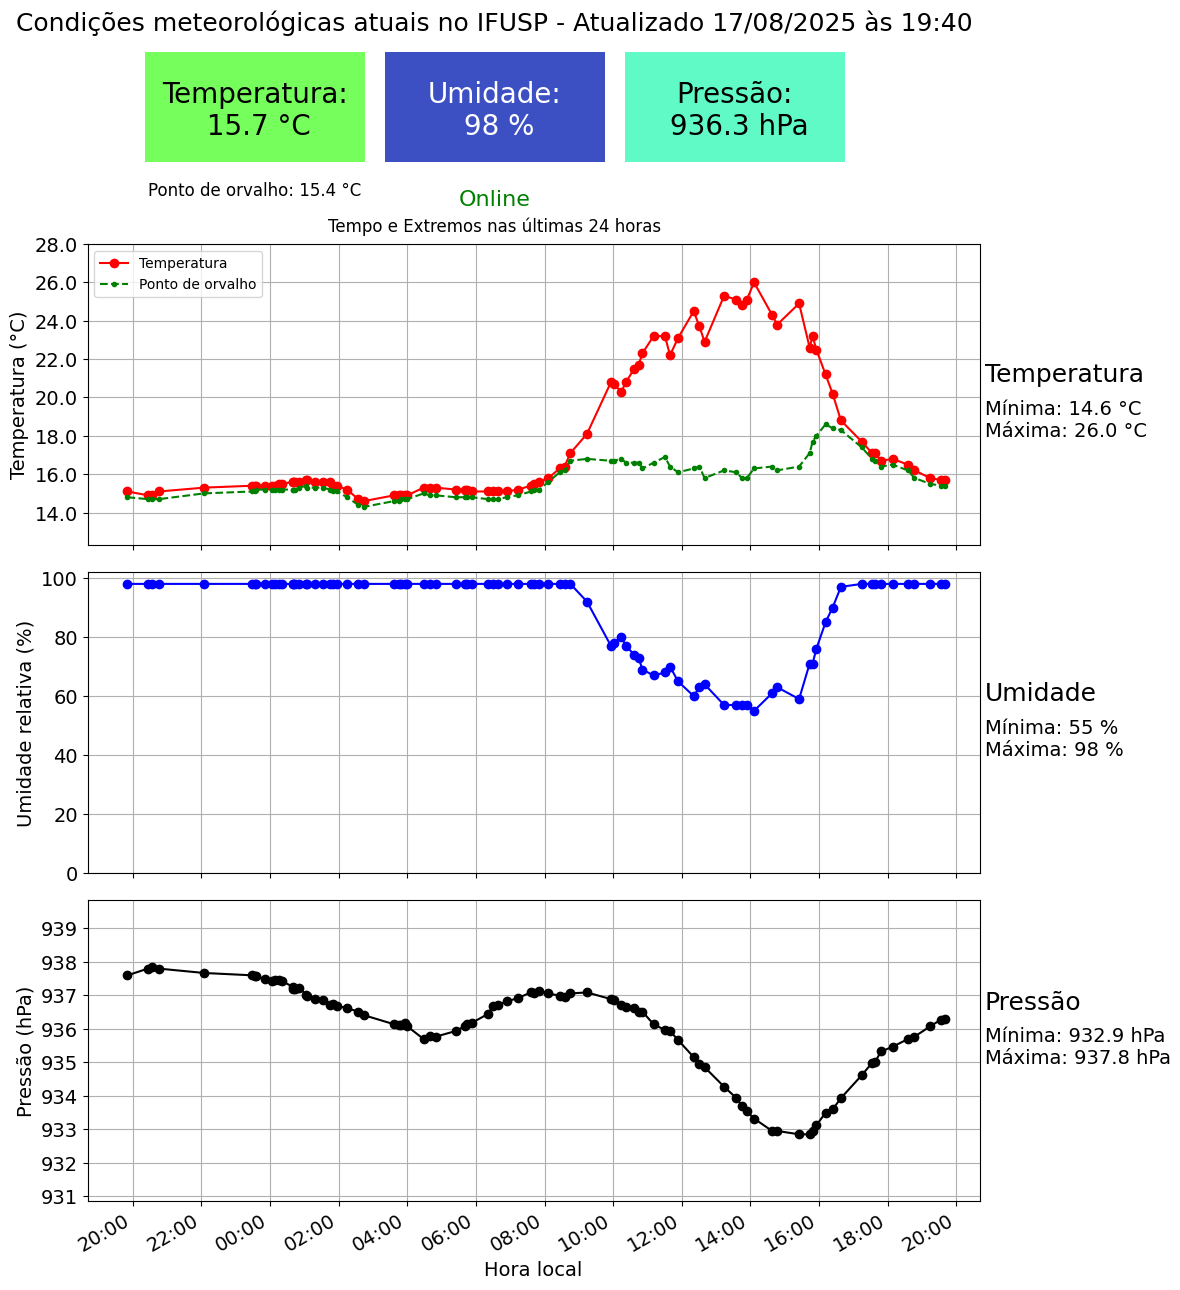 Condições meteorológicas atuais no IFUSP - Atualizado 17/08/2025 às 19:40
Temperatura:
15.7 °C
Umidade:
98 %
Pressão:
936.3 hPa
Ponto de orvalho: 15.4 °C
Online
Tempo e Extremos nas últimas 24 horas
Temperatura (°C)
28.0
26.0
24.0
22.0
20.0
18.0
16.0
14.0
Temperatura
Ponto de orvalho
Temperatura
Mínima: 14.6 °C
Máxima: 26.0 °C
Umidade relativa (%)
100
80
60
40
20
0
Umidade
Mínima: 55 %
Máxima: 98 %
Pressão (hPa)
939
938
937
936
935
934
933
932
931
Pressão
Mínima: 932.9 hPa
Máxima: 937.8 hPa
20:00 22:00 00:00 02:00 04:00 06:00 08:00 10:00 12:00 14:00 16:00 18:00 20:00
Hora local